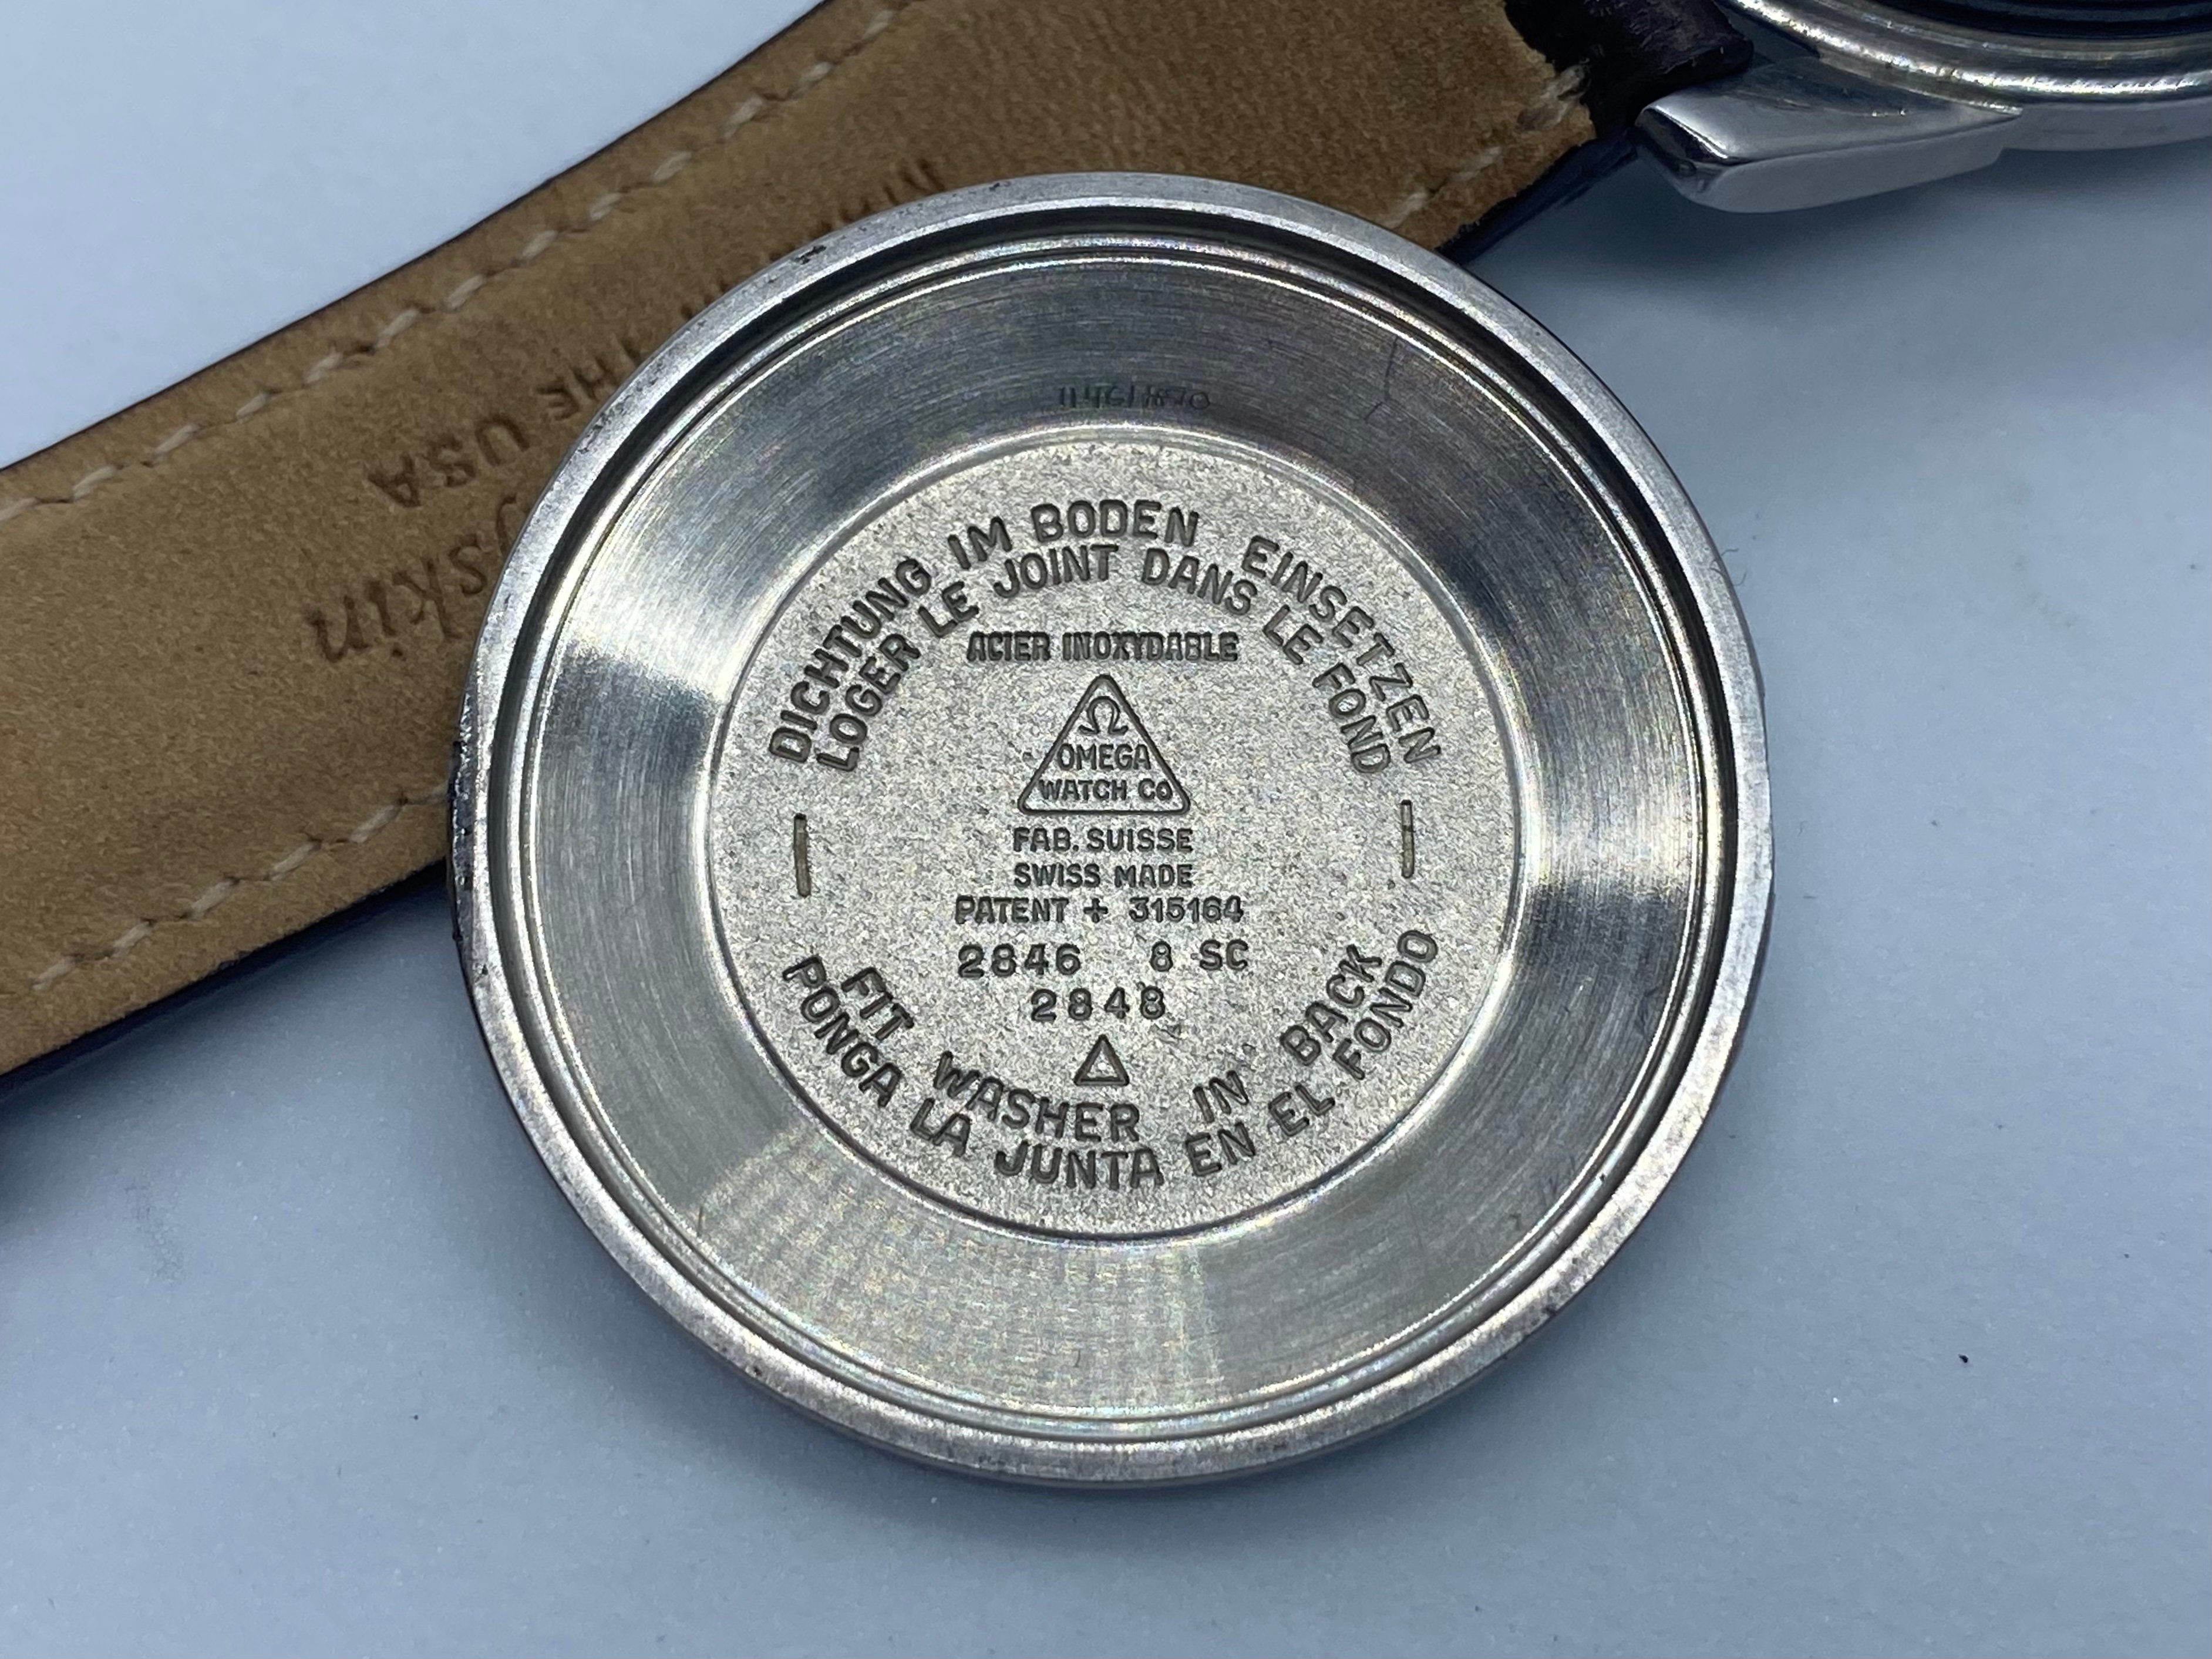 DICHTUNG IM BODEN EINSETZEN
LOGER LE JOINT DANS LE FOND
ACIER INOXYDABLE
Ω
OMEGA
WATCH CO
FAB. SUISSE
SWISS MADE
PATENT + 315164
2846 8 SC
2848
FIT WASHER IN BACK
PONGA LA JUNTA EN EL FONDO
THE USA